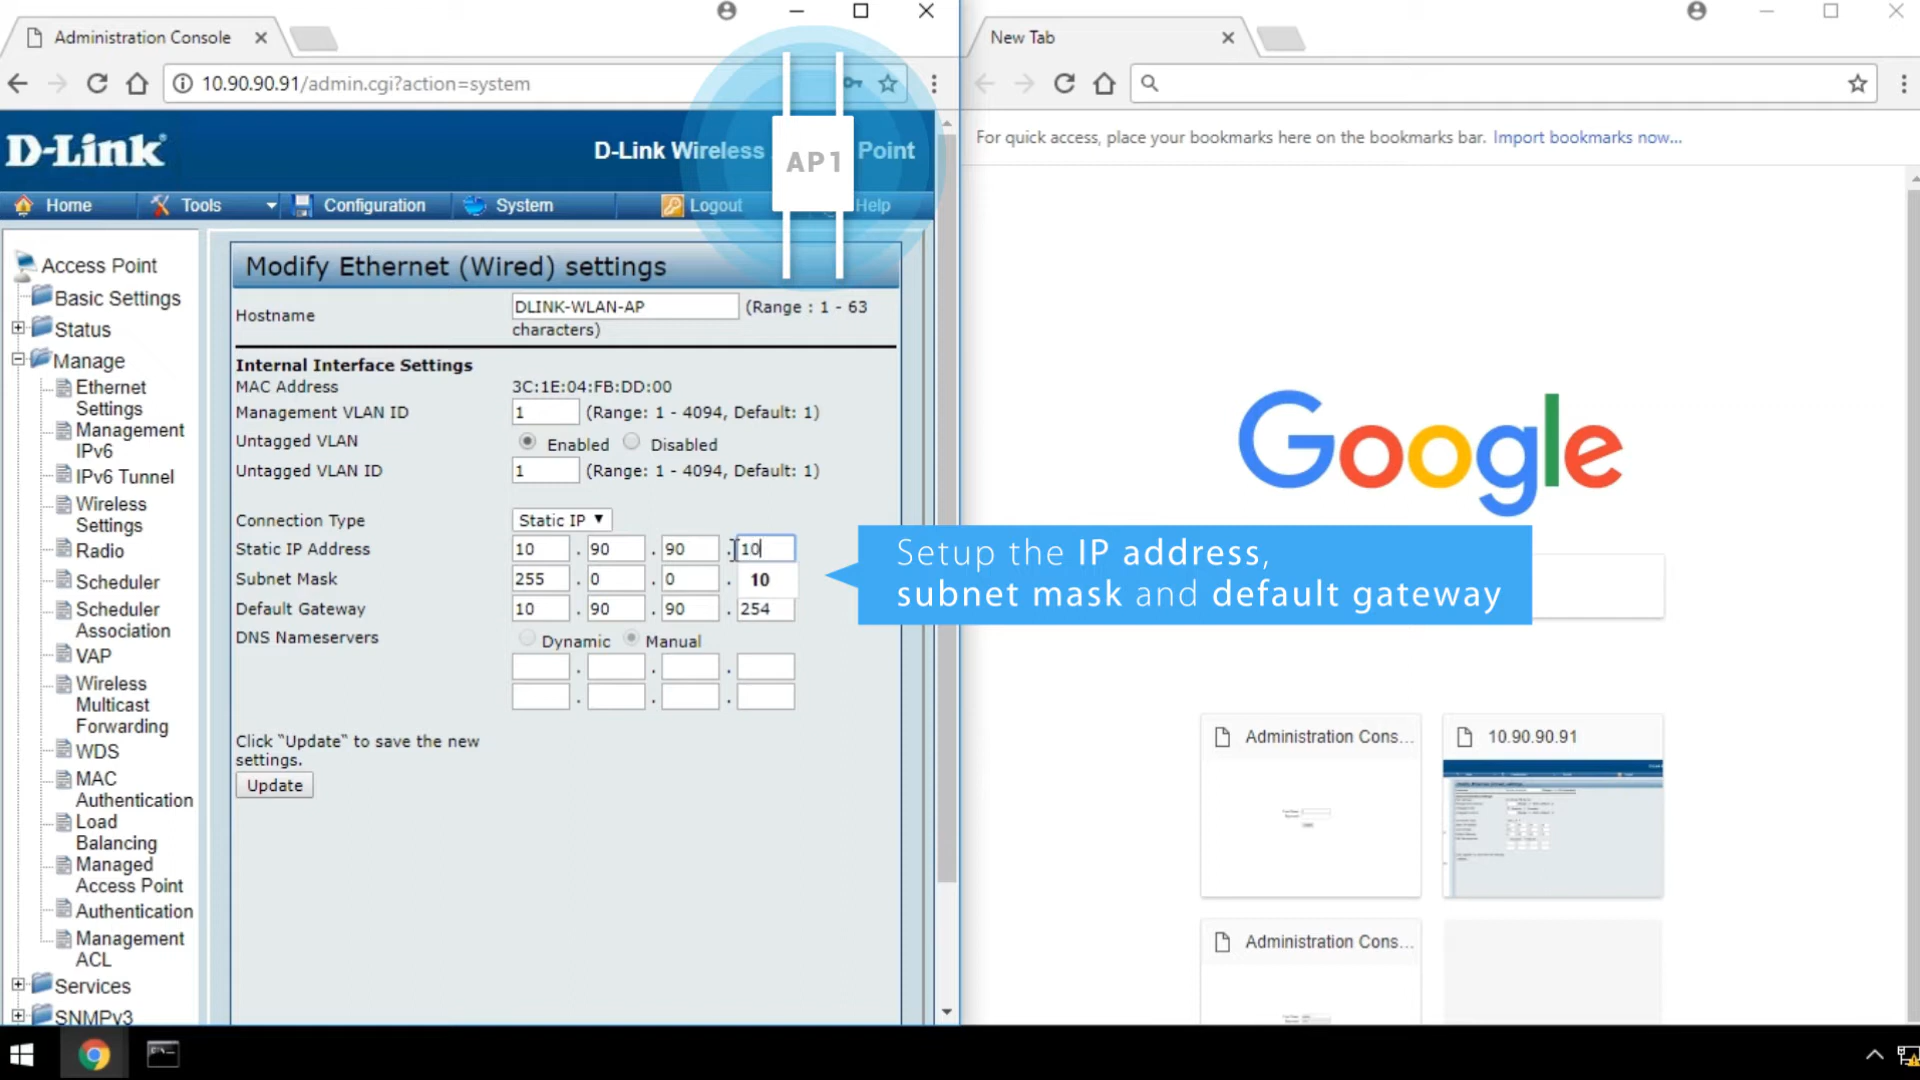 Administration Console
10.90.90.91/admin.cgi?action=system
D-Link
D-Link Wireless
AP1
Point
Home
Tools
Configuration
System
Logout
Help
Access Point
Basic Settings
Status
Manage
Ethernet
Settings
Management
IPv6
IPv6 Tunnel
Wireless
Settings
Radio
Scheduler
Scheduler
Association
VAP
Wireless
Multicast
Forwarding
WDS
MAC
Authentication
Load
Balancing
Managed
Access Point
Authentication
Management
ACL
Services
SNMPv3
Modify Ethernet (Wired) settings
Hostname DLINK-WLAN-AP (Range : 1 - 63
characters)
Internal Interface Settings
MAC Address 3C:1E:04:FB:DD:00
Management VLAN ID 1 (Range: 1 - 4094, Default: 1)
Untagged VLAN Enabled Disabled
Untagged VLAN ID 1 (Range: 1 - 4094, Default: 1)
Connection Type Static IP
Static IP Address 10 . 90 . 90 . 10
Subnet Mask 255 . 0 . 0 . 10
Default Gateway 10 . 90 . 90 . 254
DNS Nameservers Dynamic Manual
. . .
. . .
Click "Update" to save the new
settings.
Update
New Tab
For quick access, place your bookmarks here on the bookmarks bar. Import bookmarks now...
Google
Setup the IP address,
subnet mask and default gateway
Administration Cons...
10.90.90.91
Administration Cons...